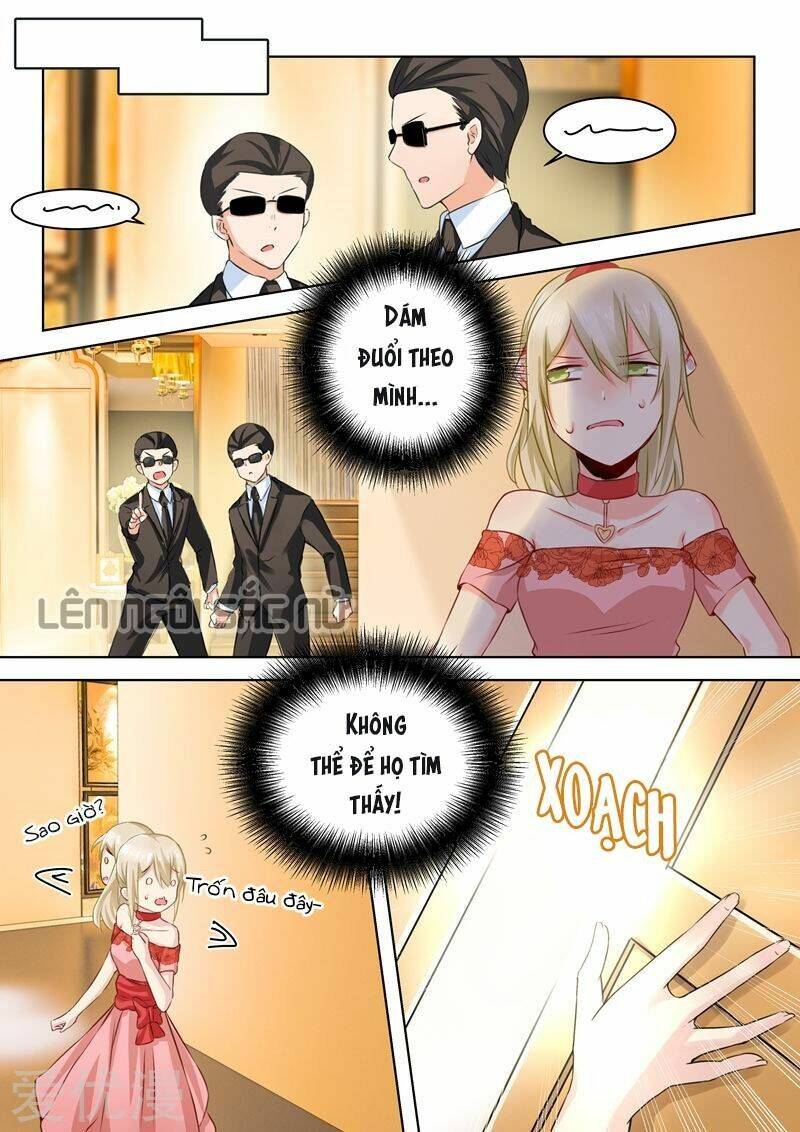 DÁM
ĐUỔI THEO
MÌNH...
LÊN NGÔI SẮC NỮ
KHÔNG
THỂ ĐỂ HỌ TÌM
THẤY!
XOẠCH
Sao giờ?
Trốn đâu đây~
爱优漫